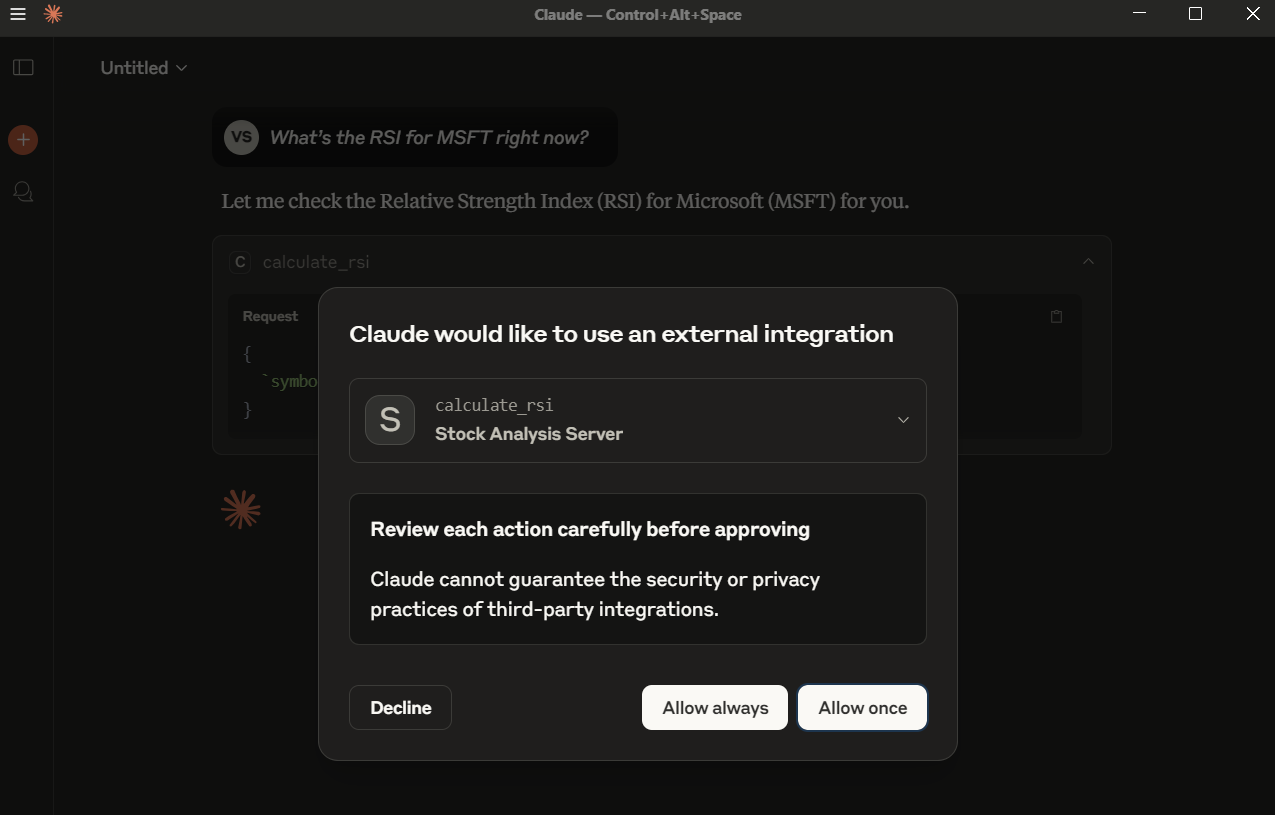 Claude — Control+Alt+Space
Untitled
VS What's the RSI for MSFT right now?
Let me check the Relative Strength Index (RSI) for Microsoft (MSFT) for you.
C calculate_rsi
Request
{
`symbo
}
Claude would like to use an external integration
S
calculate_rsi
Stock Analysis Server
Review each action carefully before approving
Claude cannot guarantee the security or privacy
practices of third-party integrations.
Decline
Allow always
Allow once